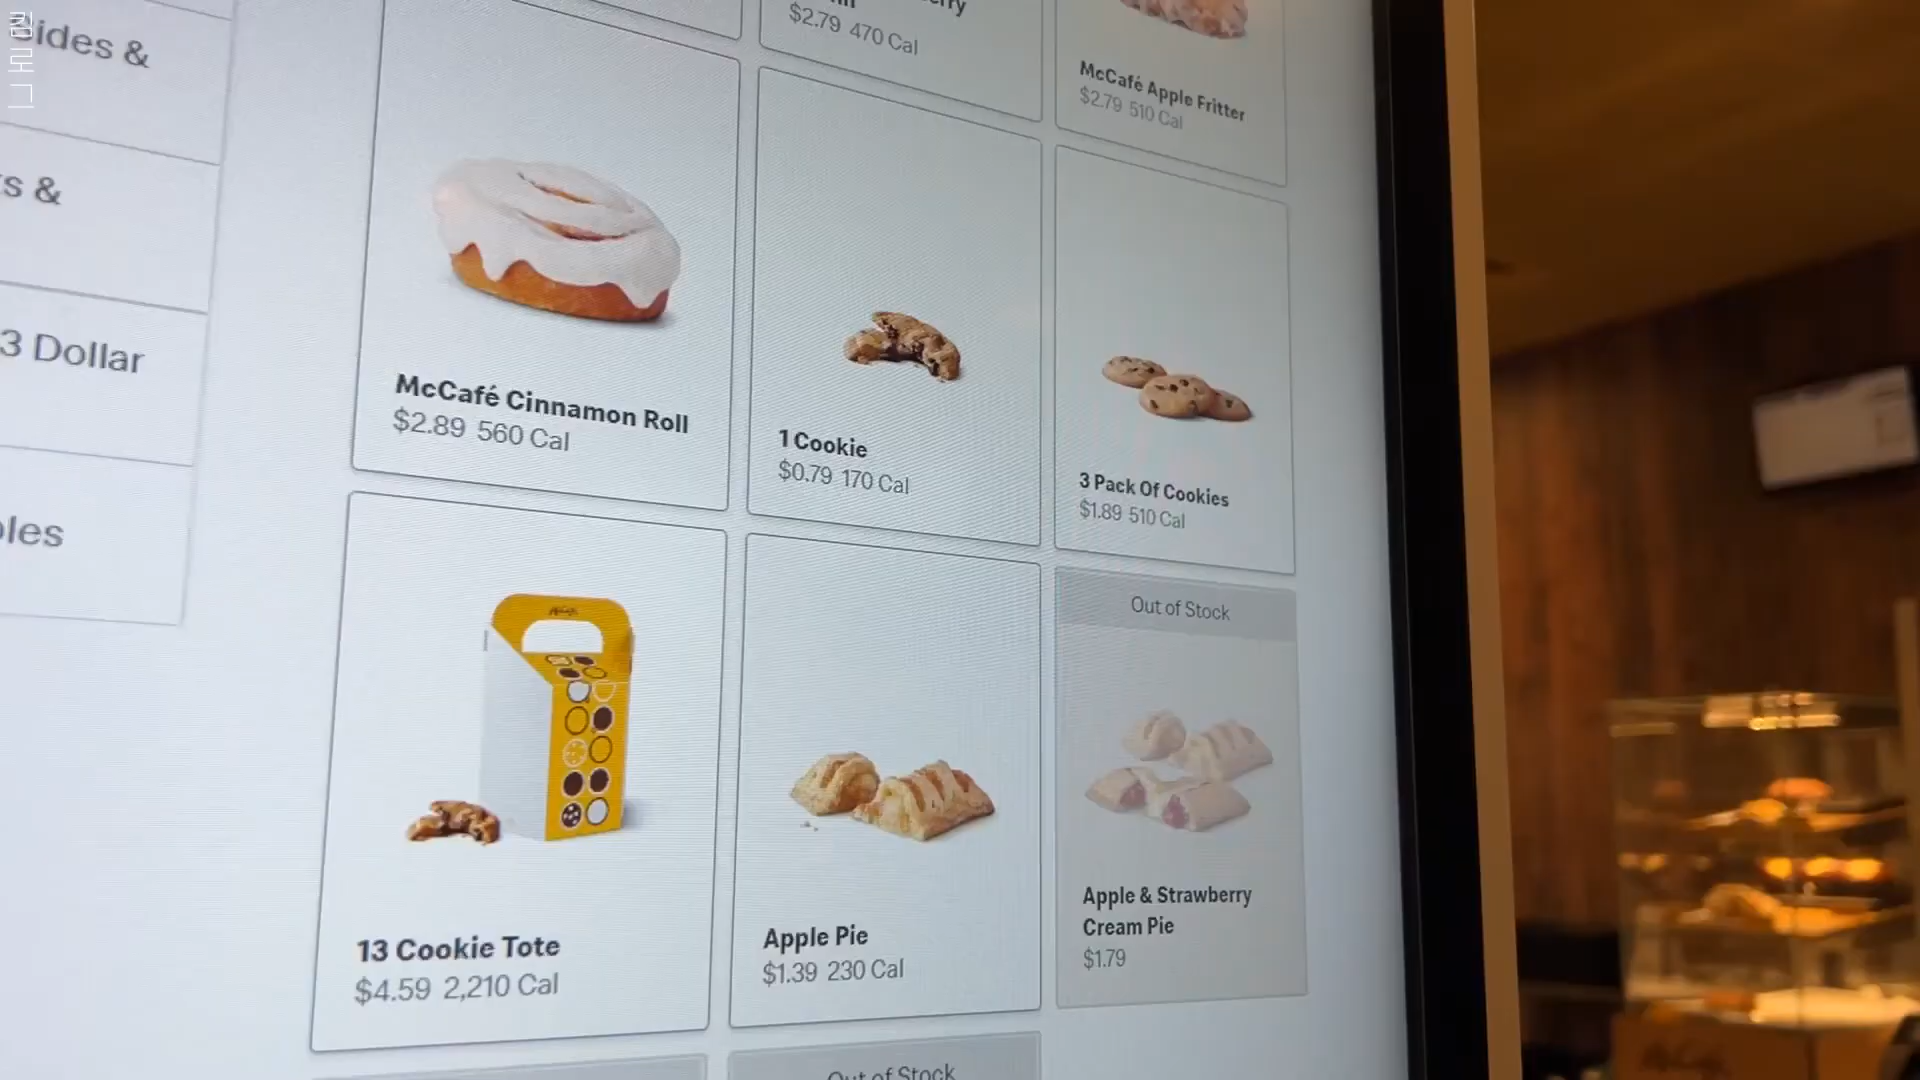 $2.79 470 Cal
McCafé Apple Fritter
$2.79 510 Cal
ides &
s &
3 Dollar
les
McCafé Cinnamon Roll
$2.89 560 Cal
1 Cookie
$0.79 170 Cal
3 Pack Of Cookies
$1.89 510 Cal
13 Cookie Tote
$4.59 2,210 Cal
Apple Pie
$1.39 230 Cal
Out of Stock
Apple & Strawberry
Cream Pie
$1.79
Out of Stock